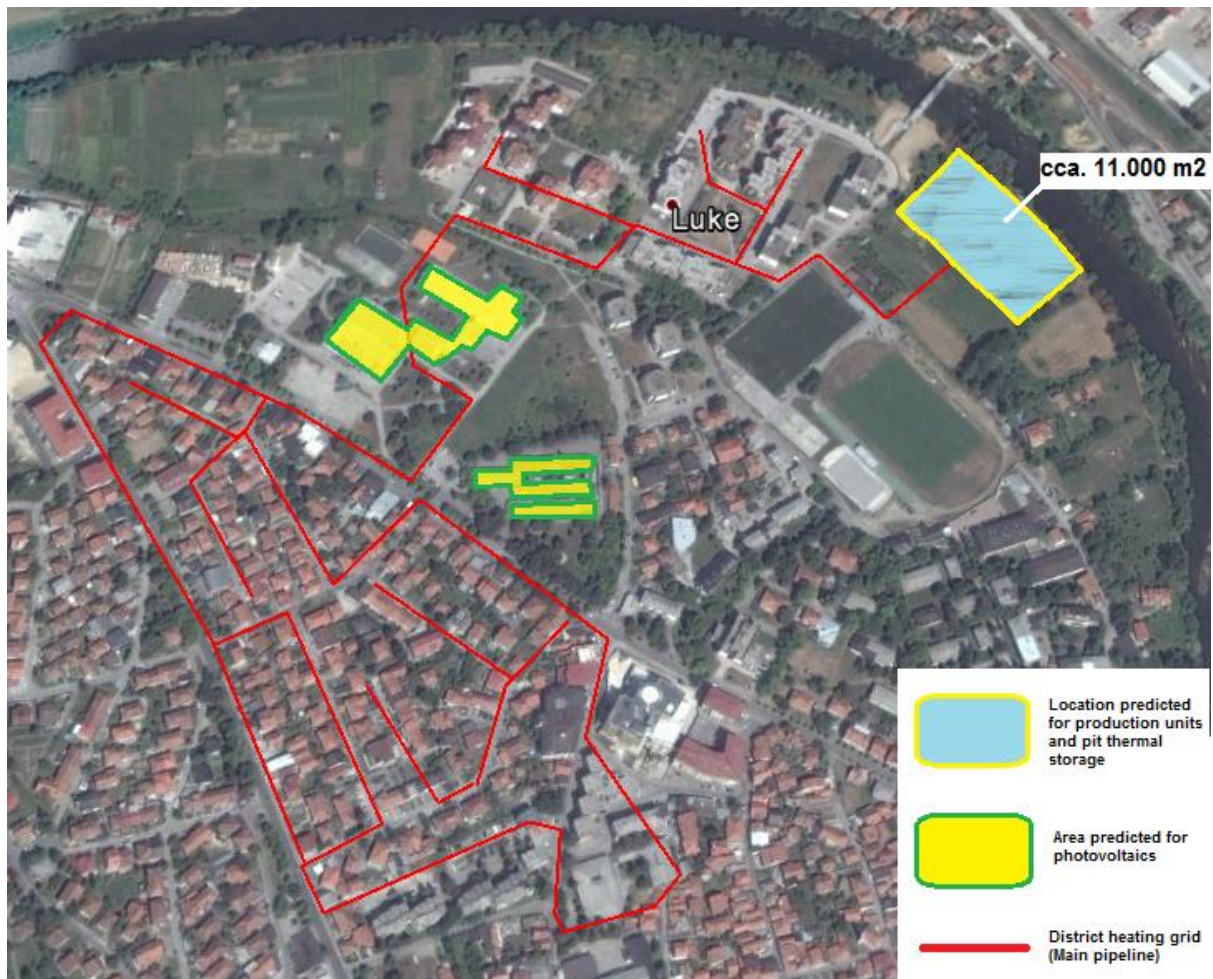 cca. 11.000 m2
Luke
Location predicted
for production units
and pit thermal
storage
Area predicted for
photovoltaics
District heating grid
(Main pipeline)